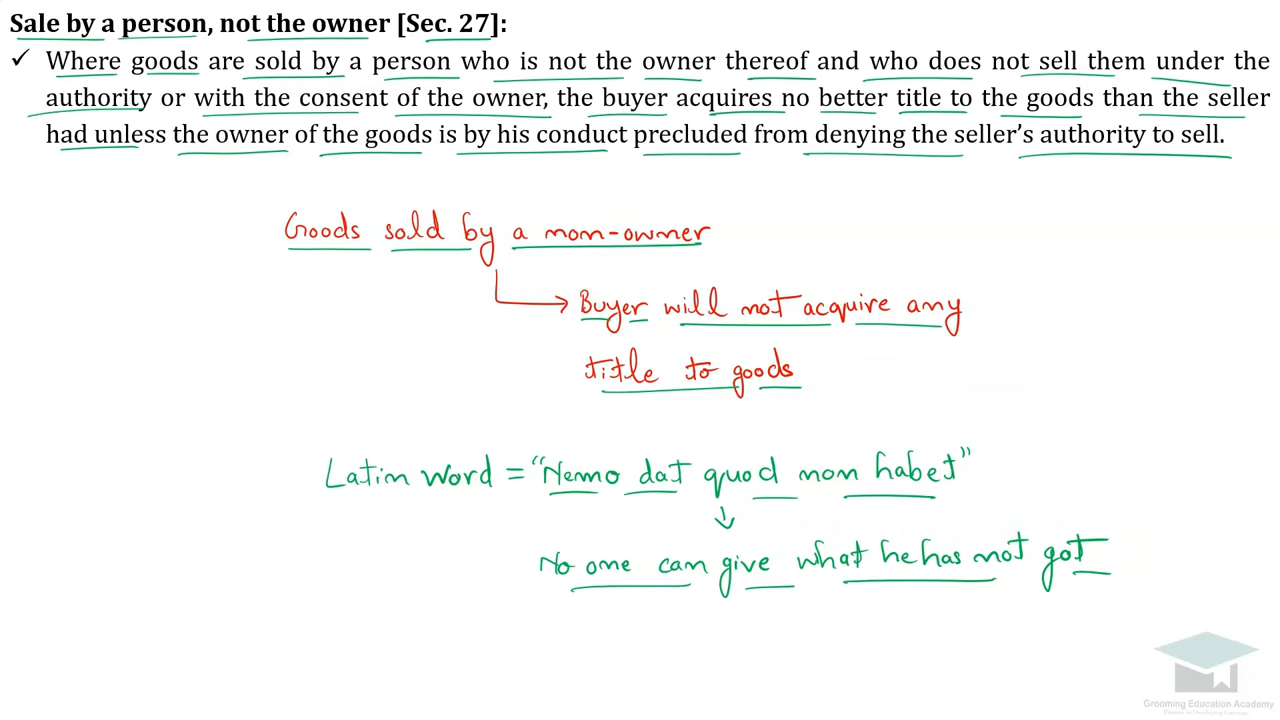 Sale by a person, not the owner [Sec. 27]:
✓ Where goods are sold by a person who is not the owner thereof and who does not sell them under the
authority or with the consent of the owner, the buyer acquires no better title to the goods than the seller
had unless the owner of the goods is by his conduct precluded from denying the seller's authority to sell.
Goods sold by a non-owner
Buyer will not acquire any
title to goods
Latin word = "Nemo dat quod non habet"
No one can give what he has not got
Grooming Education Academy